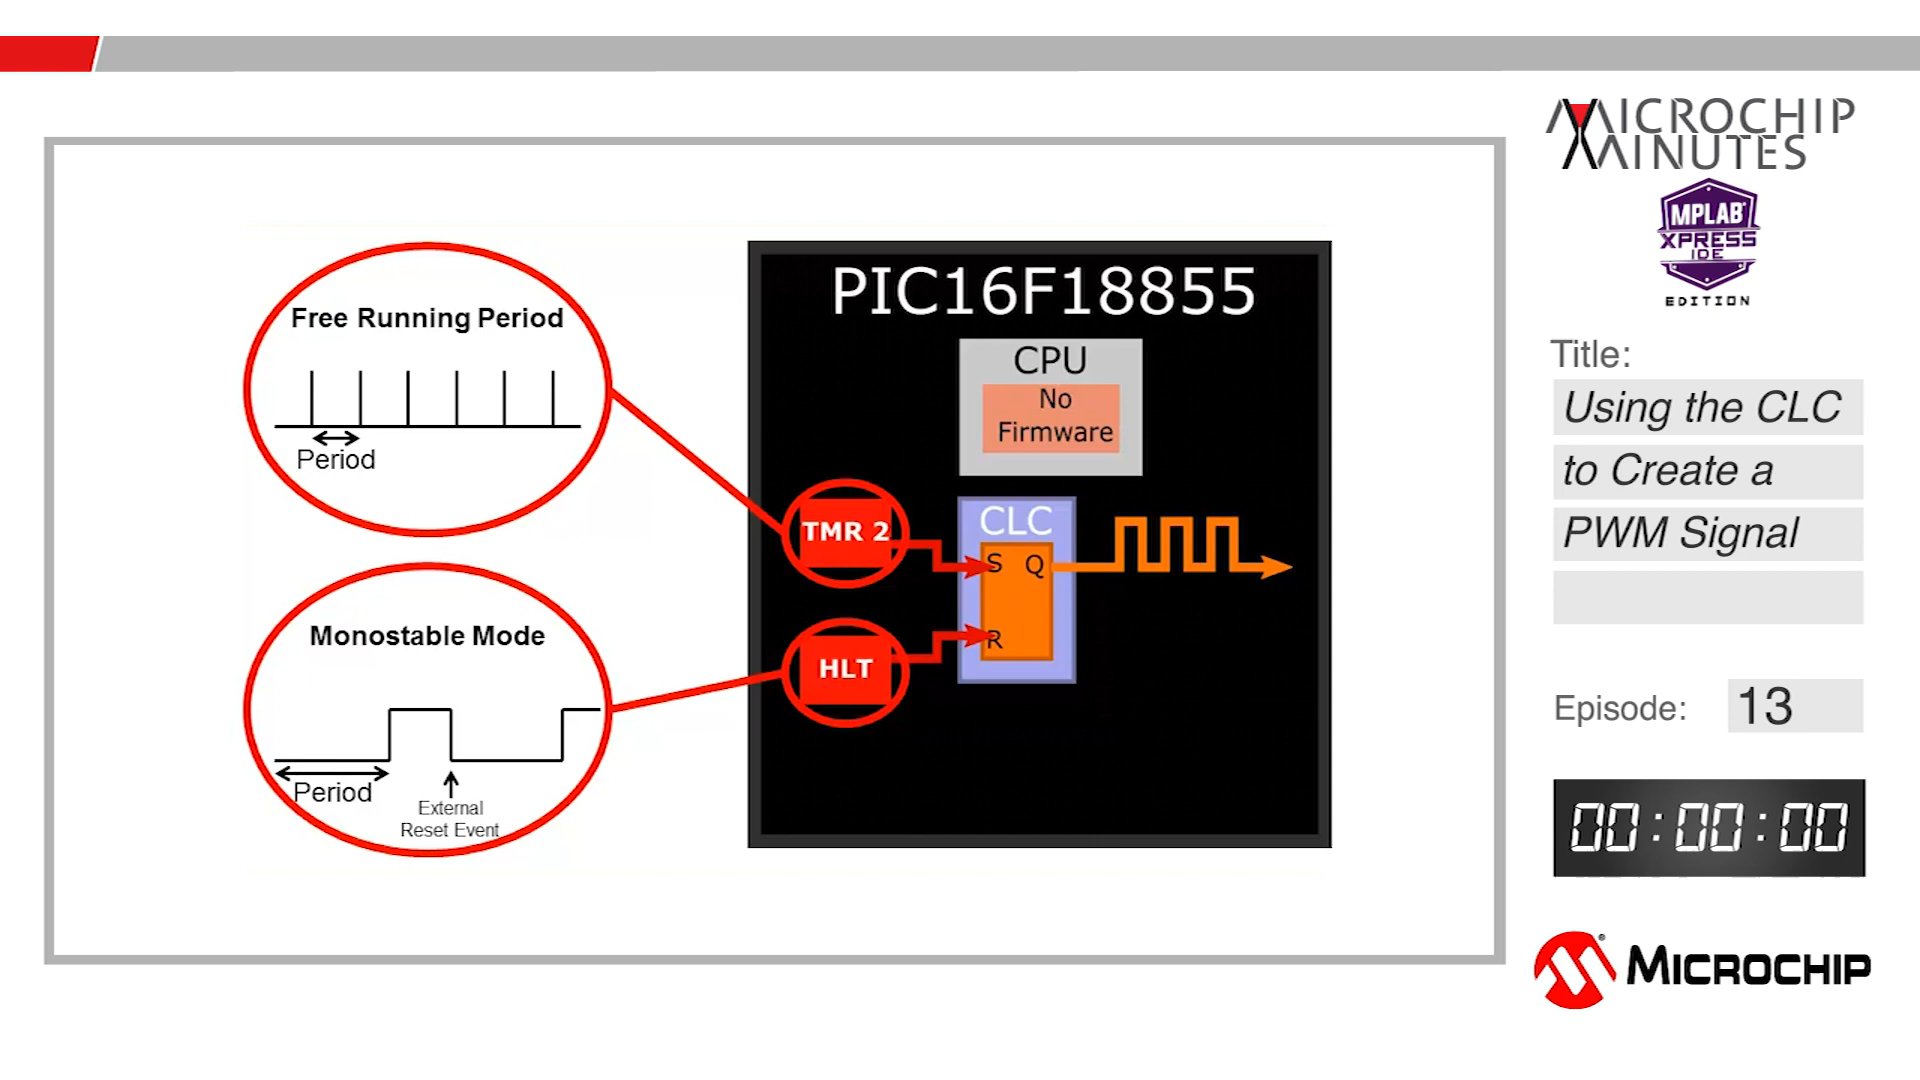 MICROCHIP
MINUTES
MPLAB®
XPRESS
IDE
EDITION
Title:
Using the CLC
to Create a
PWM Signal
Episode: 13
00:00:00
MICROCHIP®
Free Running Period
Period
Monostable Mode
Period
External
Reset Event
PIC16F18855
CPU
No
Firmware
TMR 2
HLT
CLC
S Q
R